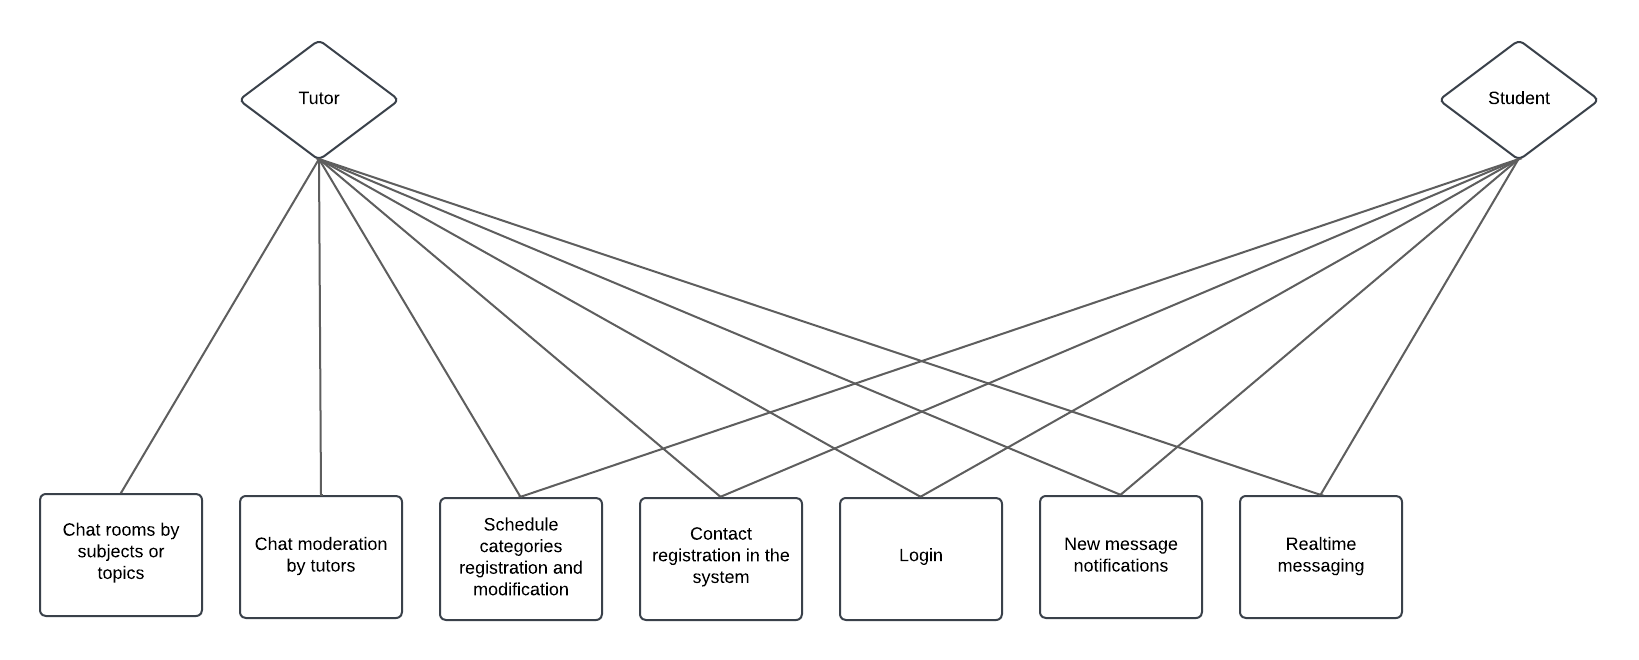 Tutor
Student
Chat rooms by
subjects or
topics
Chat moderation
by tutors
Schedule
categories
registration and
modification
Contact
registration in the
system
Login
New message
notifications
Realtime
messaging